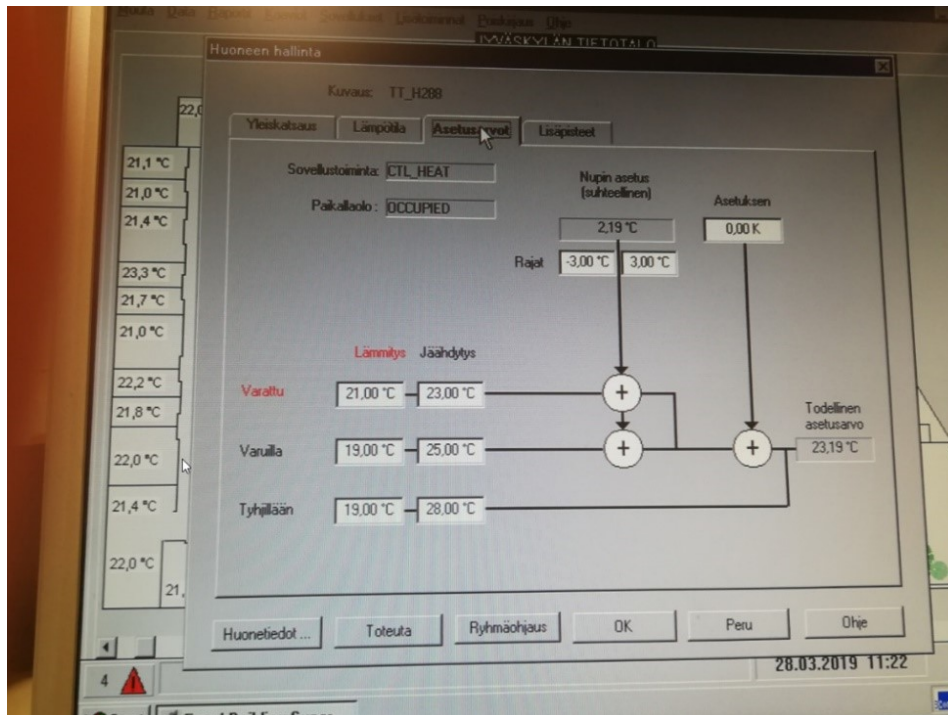 Muuta Data Raportit
Ohje
JYVÄSKYLÄN TIETOTALO
Huoneen hallinta
Kuvaus: TT_H288
Yleiskatsaus Lämpötila Asetusarvot Lisäpisteet
Sovellustoiminta: CTL_HEAT
Paikallaolo: OCCUPIED
Nupin asetus
(suhteellinen)
2,19 °C
Asetuksen
0,00 K
Rajat -3,00 °C 3,00 °C
Lämmitys Jäähdytys
Varattu 21,00 °C 23,00 °C
+
Varuilla 19,00 °C 25,00 °C
+ +
Todellinen
asetusarvo
23,19 °C
Tyhjillään 19,00 °C 28,00 °C
Huonetiedot ... Toteuta Ryhmäohjaus OK Peru Ohje
22,0
21,1 °C
21,0 °C
21,4 °C
23,3 °C
21,7 °C
21,0 °C
22,2 °C
21,8 °C
22,0 °C
21,4 °C
22,0 °C
21,
28.03.2019 11:22
4